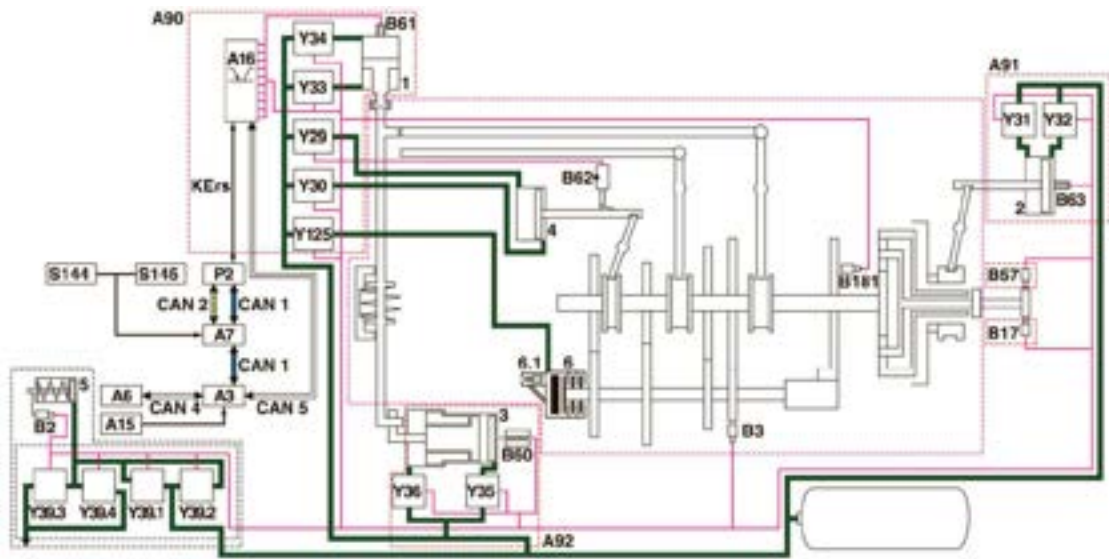 A90
B61
Y34
A16
1
Y33
A91
Y31
Y32
Y29
B62
KErs
Y30
4
2
B63
Y125
S144
S146
P2
B181
B57
CAN 2
CAN 1
A7
B17
CAN 1
5
6.1
6
A6
A3
CAN 4
CAN 5
B2
A15
3
B3
B60
Y36
Y35
Y39.3
Y39.4
Y39.1
Y39.2
A92